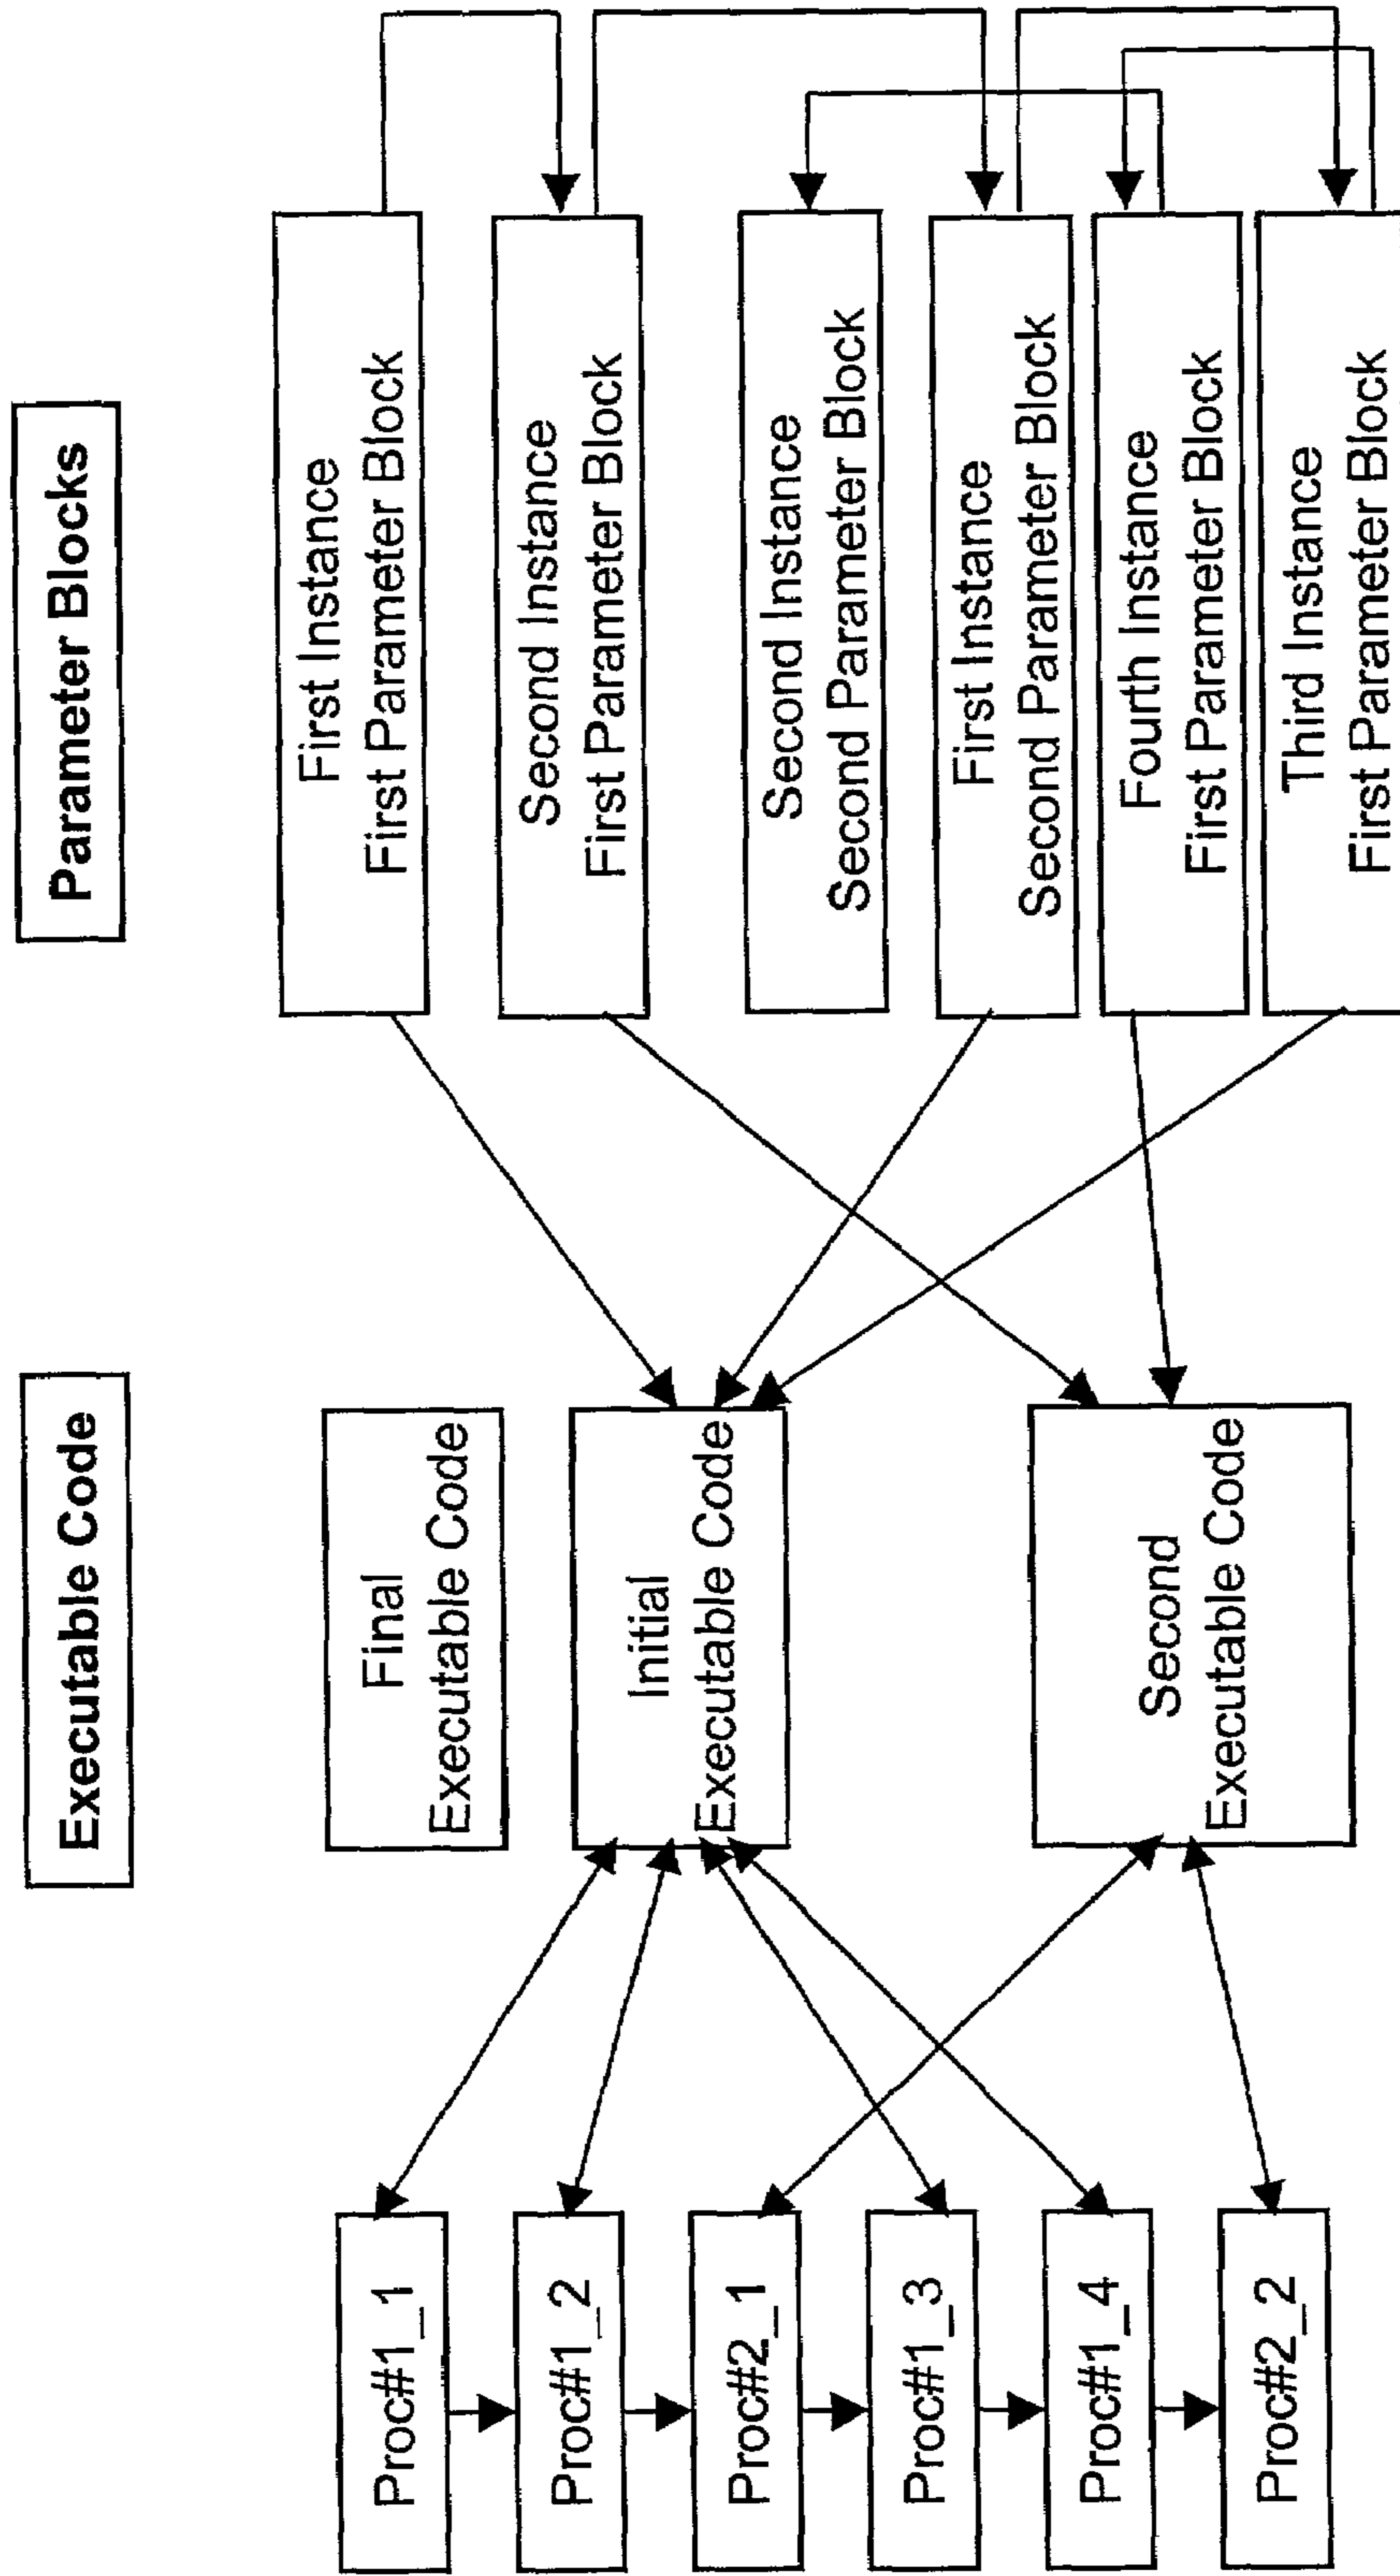 Parameter Blocks
First Instance
First Parameter Block
Second Instance
First Parameter Block
Second Instance
Second Parameter Block
First Instance
Second Parameter Block
Fourth Instance
First Parameter Block
Third Instance
First Parameter Block
Executable Code
Final
Executable Code
Initial
Executable Code
Second
Executable Code
Proc#1_1
Proc#1_2
Proc#2_1
Proc#1_3
Proc#1_4
Proc#2_2